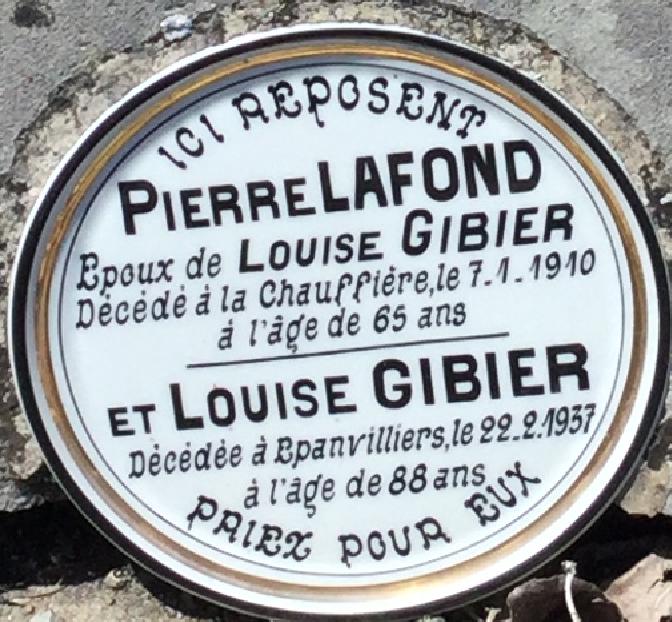 ICI REPOSENT
PIERRE LAFOND
Epoux de LOUISE GIBIER
Décédé à la Chauffière, le 7.1.1910
à l'âge de 65 ans
ET LOUISE GIBIER
Décédée à Epanvilliers, le 22.2.1937
à l'âge de 88 ans
PRIEZ POUR EUX